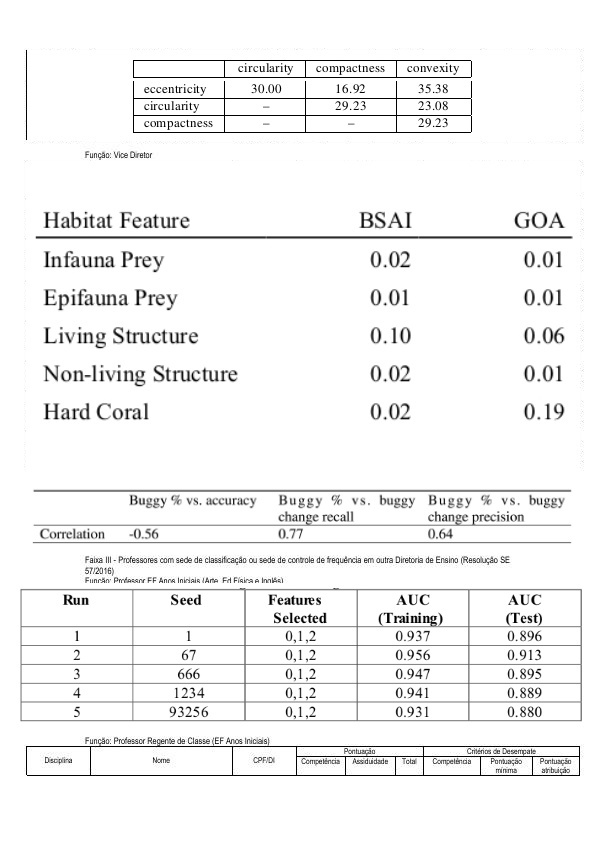 circularity compactness convexity
eccentricity 30.00 16.92 35.38
circularity – 29.23 23.08
compactness – – 29.23
Função: Vice Diretor
Habitat Feature BSAI GOA
Infauna Prey 0.02 0.01
Epifauna Prey 0.01 0.01
Living Structure 0.10 0.06
Non-living Structure 0.02 0.01
Hard Coral 0.02 0.19
Buggy % vs. accuracy Buggy % vs. buggy Buggy % vs. buggy
change recall change precision
Correlation -0.56 0.77 0.64
Faixa III - Professores com sede de classificação ou sede de controle de frequência em outra Diretoria de Ensino (Resolução SE
57/2016)
Função: Professor EF Anos Iniciais (Arte, Ed Física e Inglês)
Run Seed Features AUC AUC
Selected (Training) (Test)
1 1 0,1,2 0.937 0.896
2 67 0,1,2 0.956 0.913
3 666 0,1,2 0.947 0.895
4 1234 0,1,2 0.941 0.889
5 93256 0,1,2 0.931 0.880
Função: Professor Regente de Classe (EF Anos Iniciais)
Pontuação Critérios de Desempate
Disciplina Nome CPF/DI Competência Assiduidade Total Competência Pontuação Pontuação
mínima atribuição